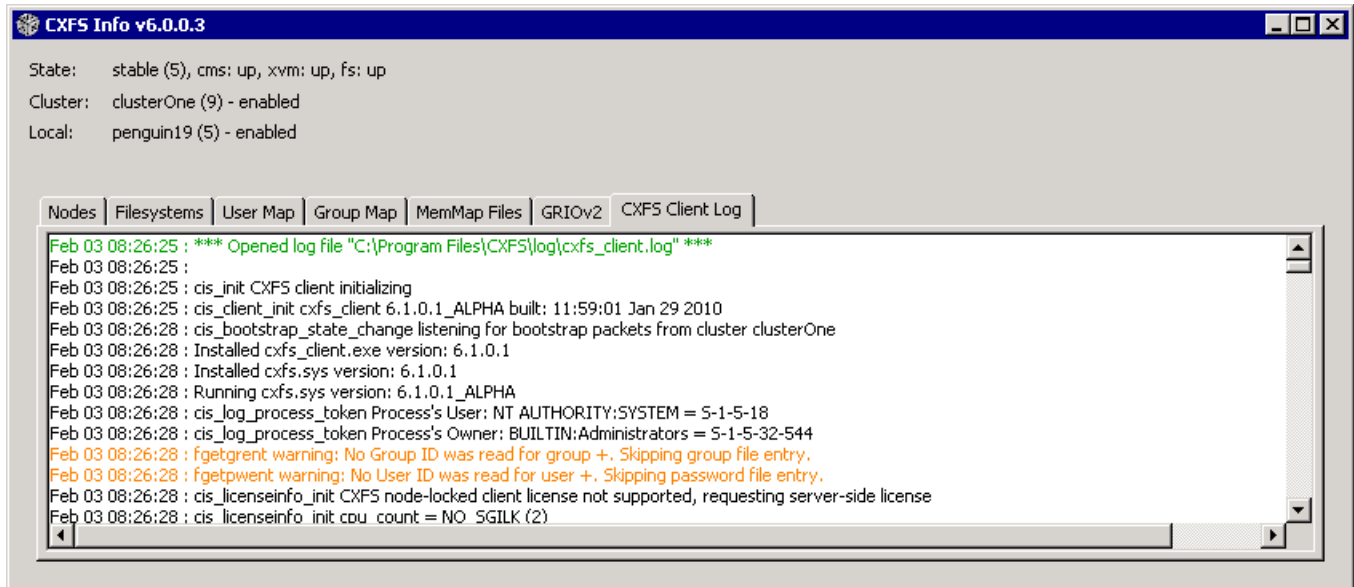 CXFS Info v6.0.0.3
State: stable (5), cms: up, xvm: up, fs: up
Cluster: clusterOne (9) - enabled
Local: penguin19 (5) - enabled
Nodes Filesystems User Map Group Map MemMap Files GRIOv2 CXFS Client Log
Feb 03 08:26:25 : *** Opened log file "C:\Program Files\CXFS\log\cxfs_client.log" ***
Feb 03 08:26:25 :
Feb 03 08:26:25 : cis_init CXFS client initializing
Feb 03 08:26:25 : cis_client_init cxfs_client 6.1.0.1_ALPHA built: 11:59:01 Jan 29 2010
Feb 03 08:26:28 : cis_bootstrap_state_change listening for bootstrap packets from cluster clusterOne
Feb 03 08:26:28 : Installed cxfs_client.exe version: 6.1.0.1
Feb 03 08:26:28 : Installed cxfs.sys version: 6.1.0.1
Feb 03 08:26:28 : Running cxfs.sys version: 6.1.0.1_ALPHA
Feb 03 08:26:28 : cis_log_process_token Process's User: NT AUTHORITY:SYSTEM = S-1-5-18
Feb 03 08:26:28 : cis_log_process_token Process's Owner: BUILTIN:Administrators = S-1-5-32-544
Feb 03 08:26:28 : fgetgrent warning: No Group ID was read for group +. Skipping group file entry.
Feb 03 08:26:28 : fgetpwent warning: No User ID was read for user +. Skipping password file entry.
Feb 03 08:26:28 : cis_licenseinfo_init CXFS node-locked client license not supported, requesting server-side license
Feb 03 08:26:28 : cis_licenseinfo_init cpu_count = NO_SGILK (2)